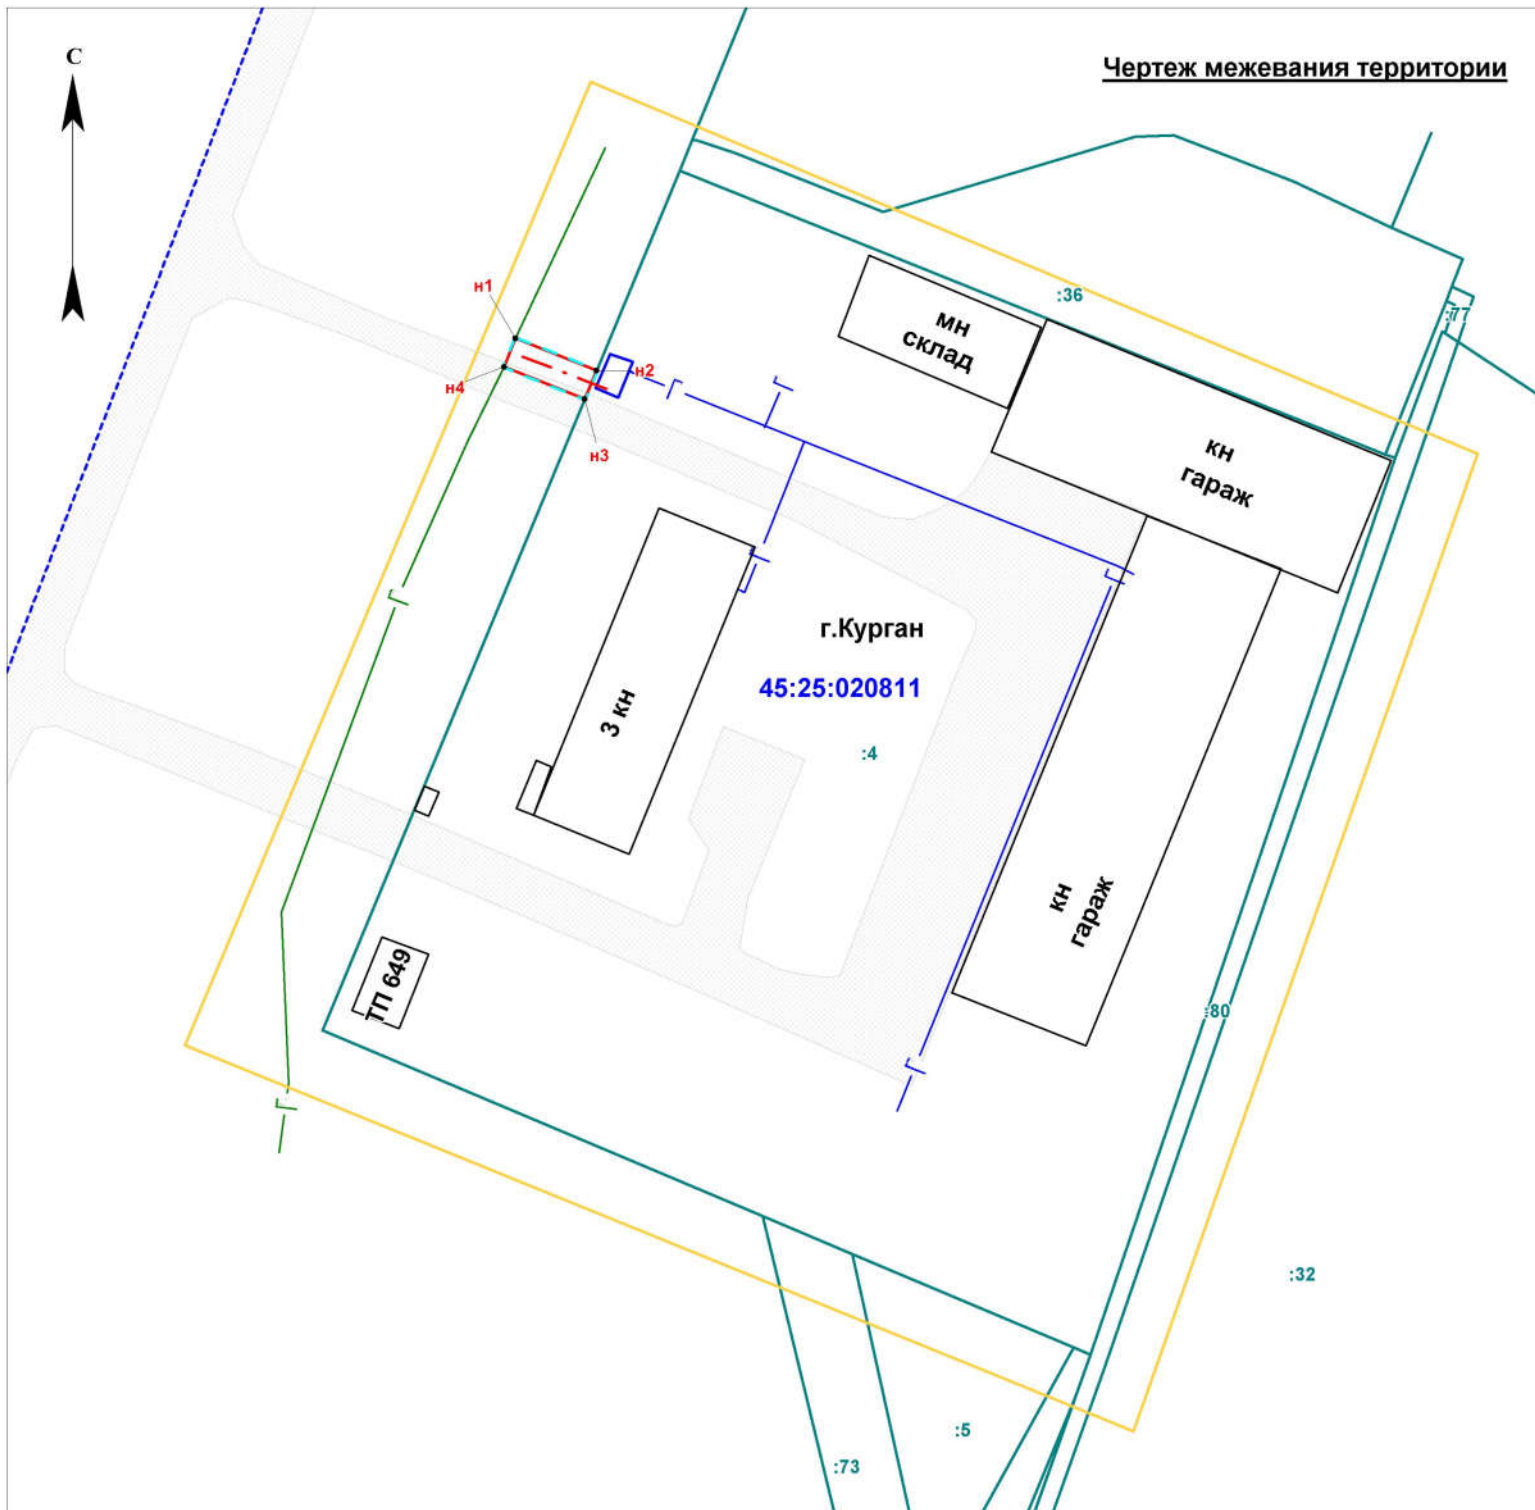 С
Чертеж межевания территории
н1
:36
:77
мн
склад
н2
н4
н3
кн
гараж
Г
Г
Г
Г
Г
г.Курган
45:25:020811
3 кн
:4
кн
гараж
ТП 649
:80
Г
Г
:32
:5
:73